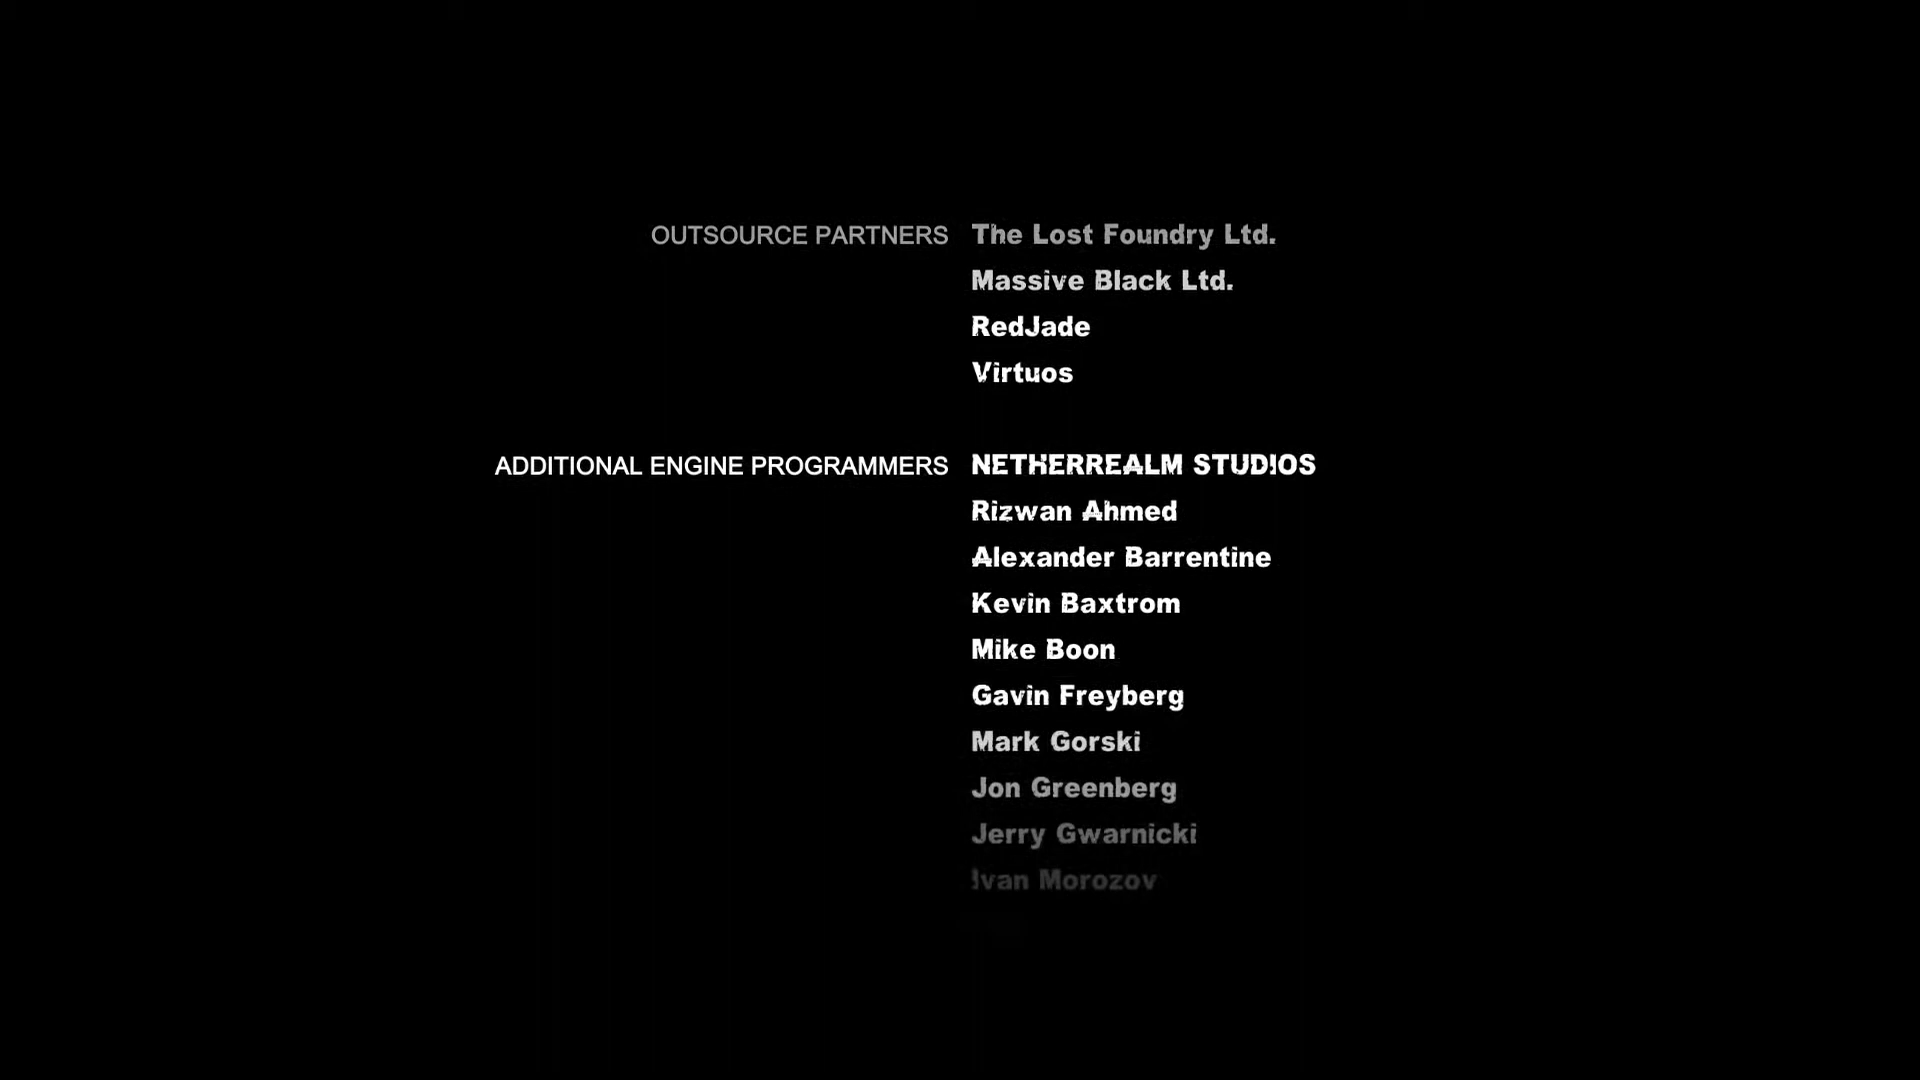 OUTSOURCE PARTNERS The Lost Foundry Ltd.
Massive Black Ltd.
RedJade
Virtuos
ADDITIONAL ENGINE PROGRAMMERS NETHERREALM STUDIOS
Rizwan Ahmed
Alexander Barrentine
Kevin Baxtrom
Mike Boon
Gavin Freyberg
Mark Gorski
Jon Greenberg
Jerry Gwarnicki
Ivan Morozov